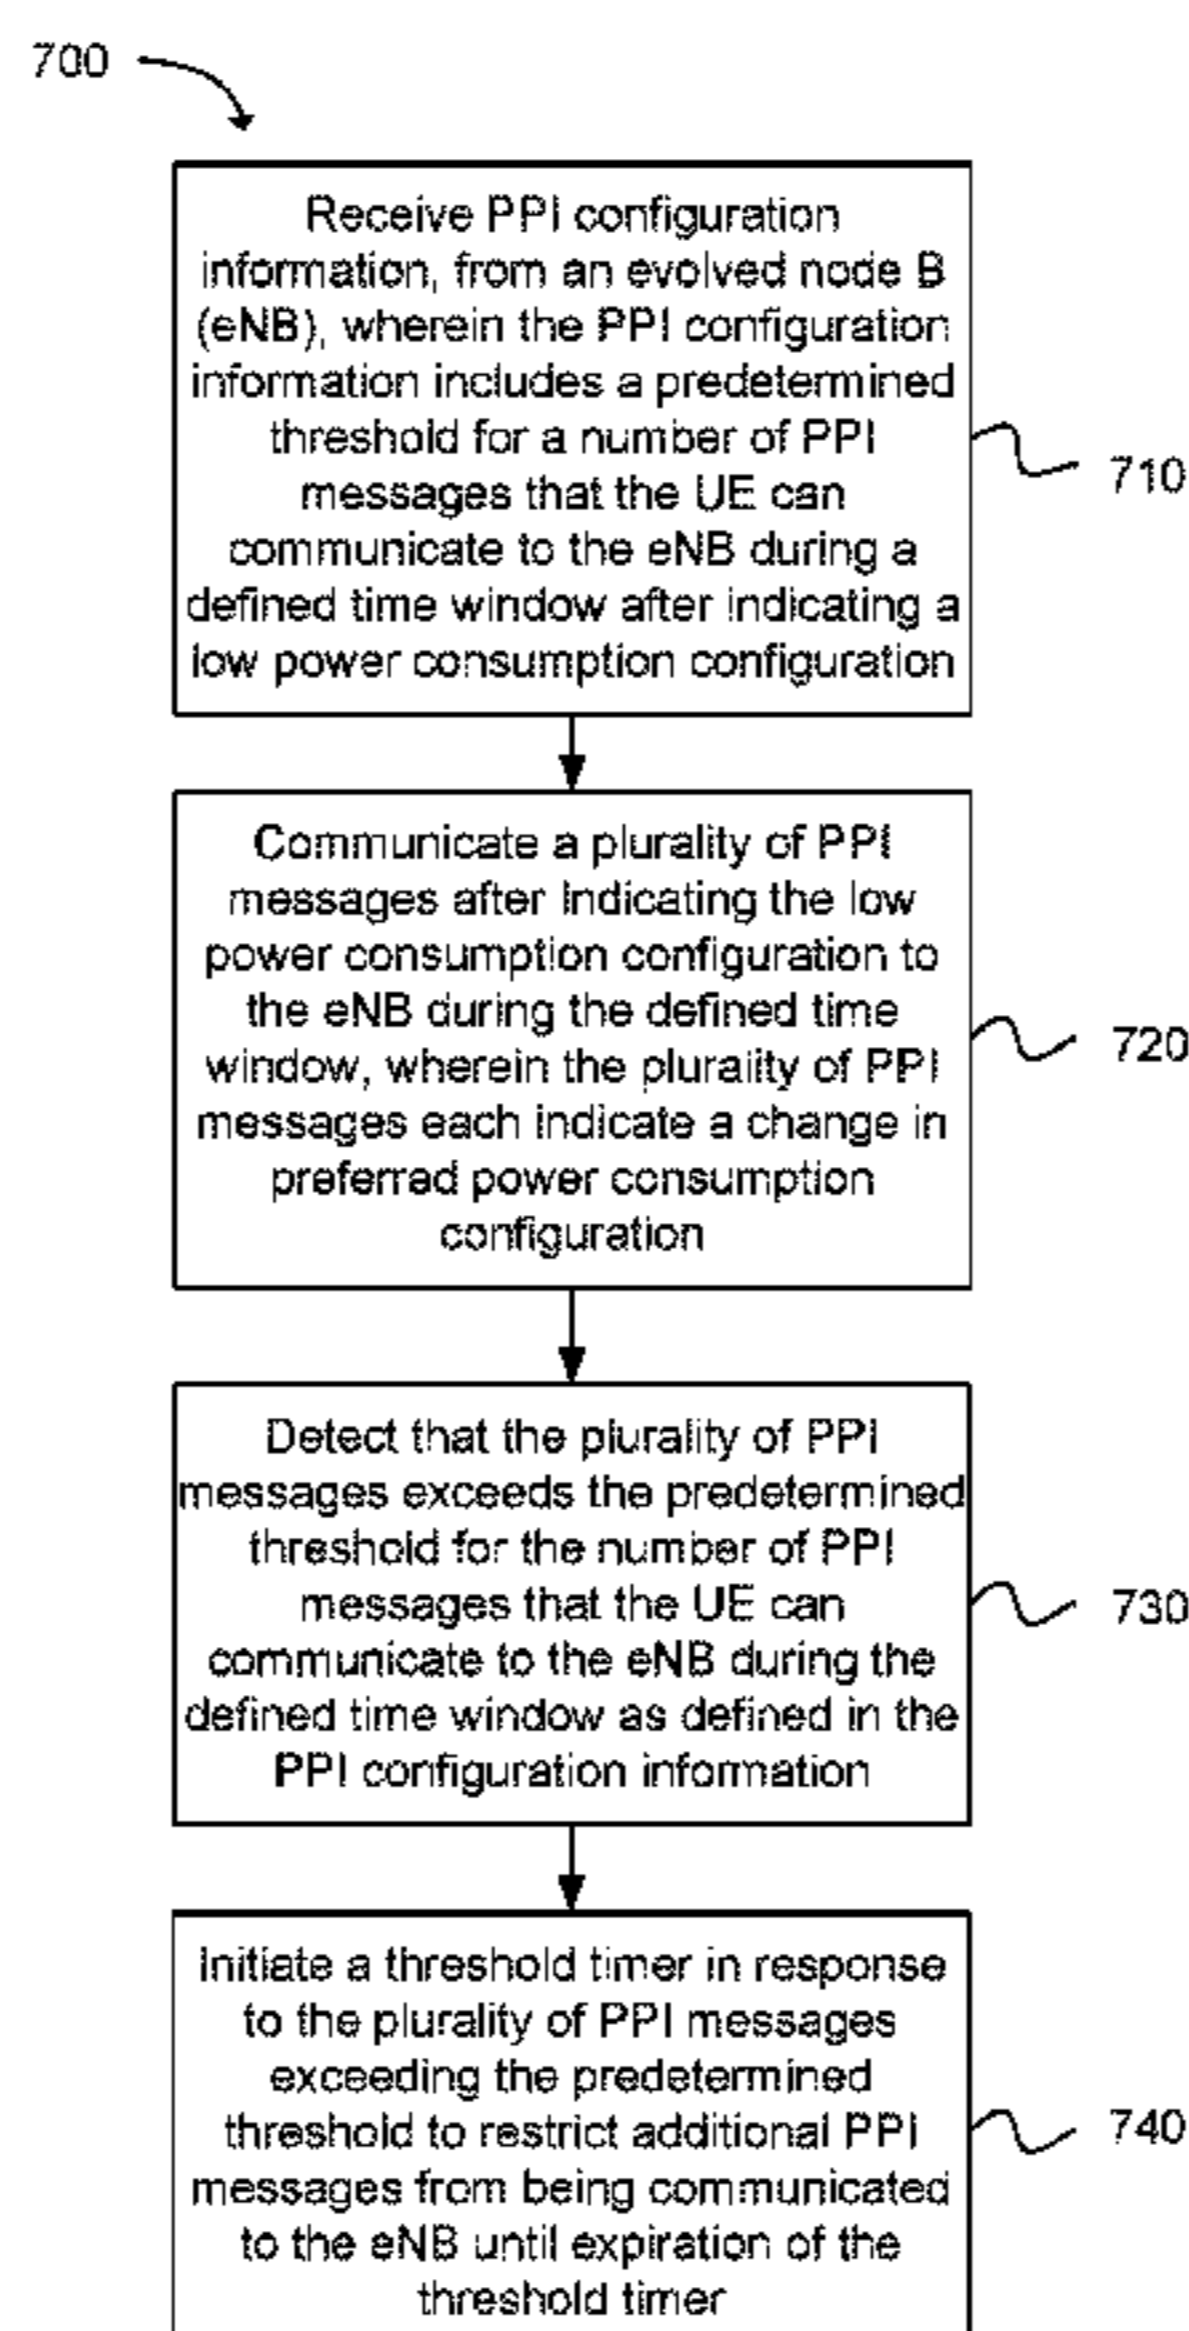 700
Receive PPI configuration
information, from an evolved node B
(eNB), wherein the PPI configuration
information includes a predetermined
threshold for a number of PPI
messages that the UE can
communicate to the eNB during a
defined time window after indicating a
low power consumption configuration
710
Communicate a plurality of PPI
messages after indicating the low
power consumption configuration to
the eNB during the defined time
window, wherein the plurality of PPI
messages each indicate a change in
preferred power consumption
configuration
720
Detect that the plurality of PPI
messages exceeds the predetermined
threshold for the number of PPI
messages that the UE can
communicate to the eNB during the
defined time window as defined in the
PPI configuration information
730
Initiate a threshold timer in response
to the plurality of PPI messages
exceeding the predetermined
threshold to restrict additional PPI
messages from being communicated
to the eNB until expiration of the
threshold timer
740